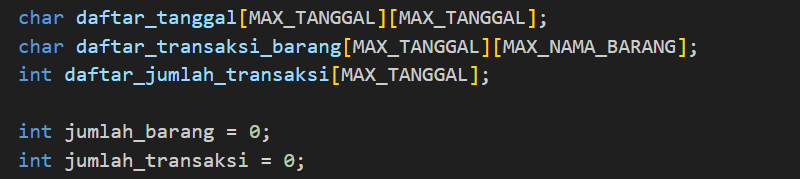 char daftar_tanggal[MAX_TANGGAL][MAX_TANGGAL];
char daftar_transaksi_barang[MAX_TANGGAL][MAX_NAMA_BARANG];
int daftar_jumlah_transaksi[MAX_TANGGAL];
int jumlah_barang = 0;
int jumlah_transaksi = 0;